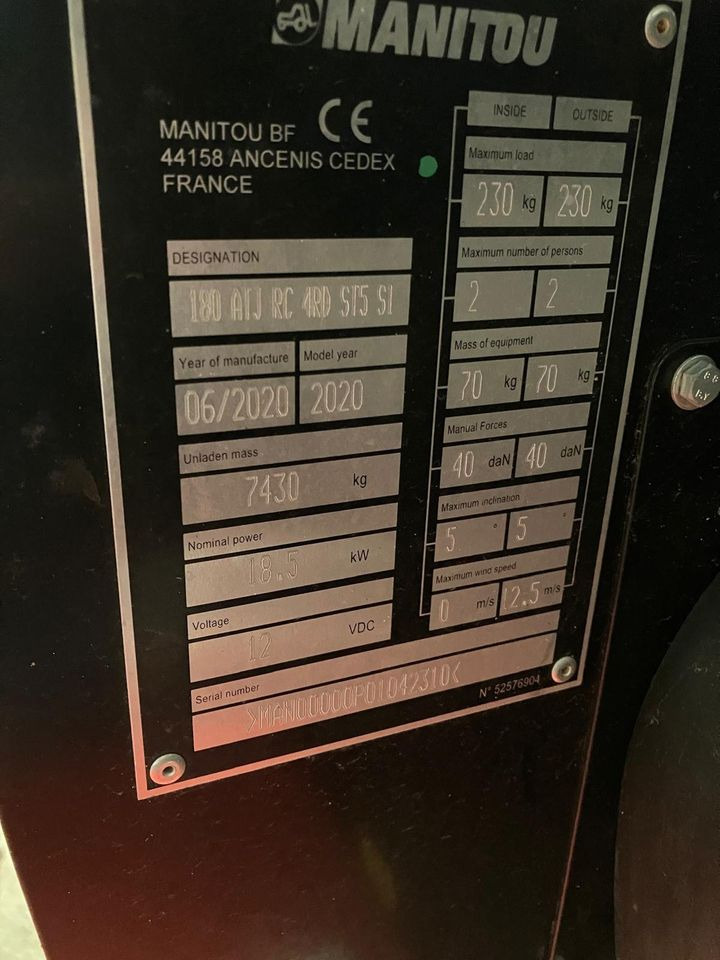 MANITOU
MANITOU BF CE
44158 ANCENIS CEDEX
FRANCE
DESIGNATION
180 ATJ RC 4RD ST5 S1
Year of manufacture Model year
06/2020 2020
Unladen mass
7430 kg
Nominal power
18.5 kW
Voltage
12 VDC
Serial number
>MAN00000P01042310<
INSIDE OUTSIDE
Maximum load
230 kg 230 kg
Maximum number of persons
2 2
Mass of equipment
70 kg 70 kg
Manual Forces
40 daN 40 daN
Maximum inclination
5 ° 5 °
Maximum wind speed
0 m/s 12.5 m/s
N° 52576904